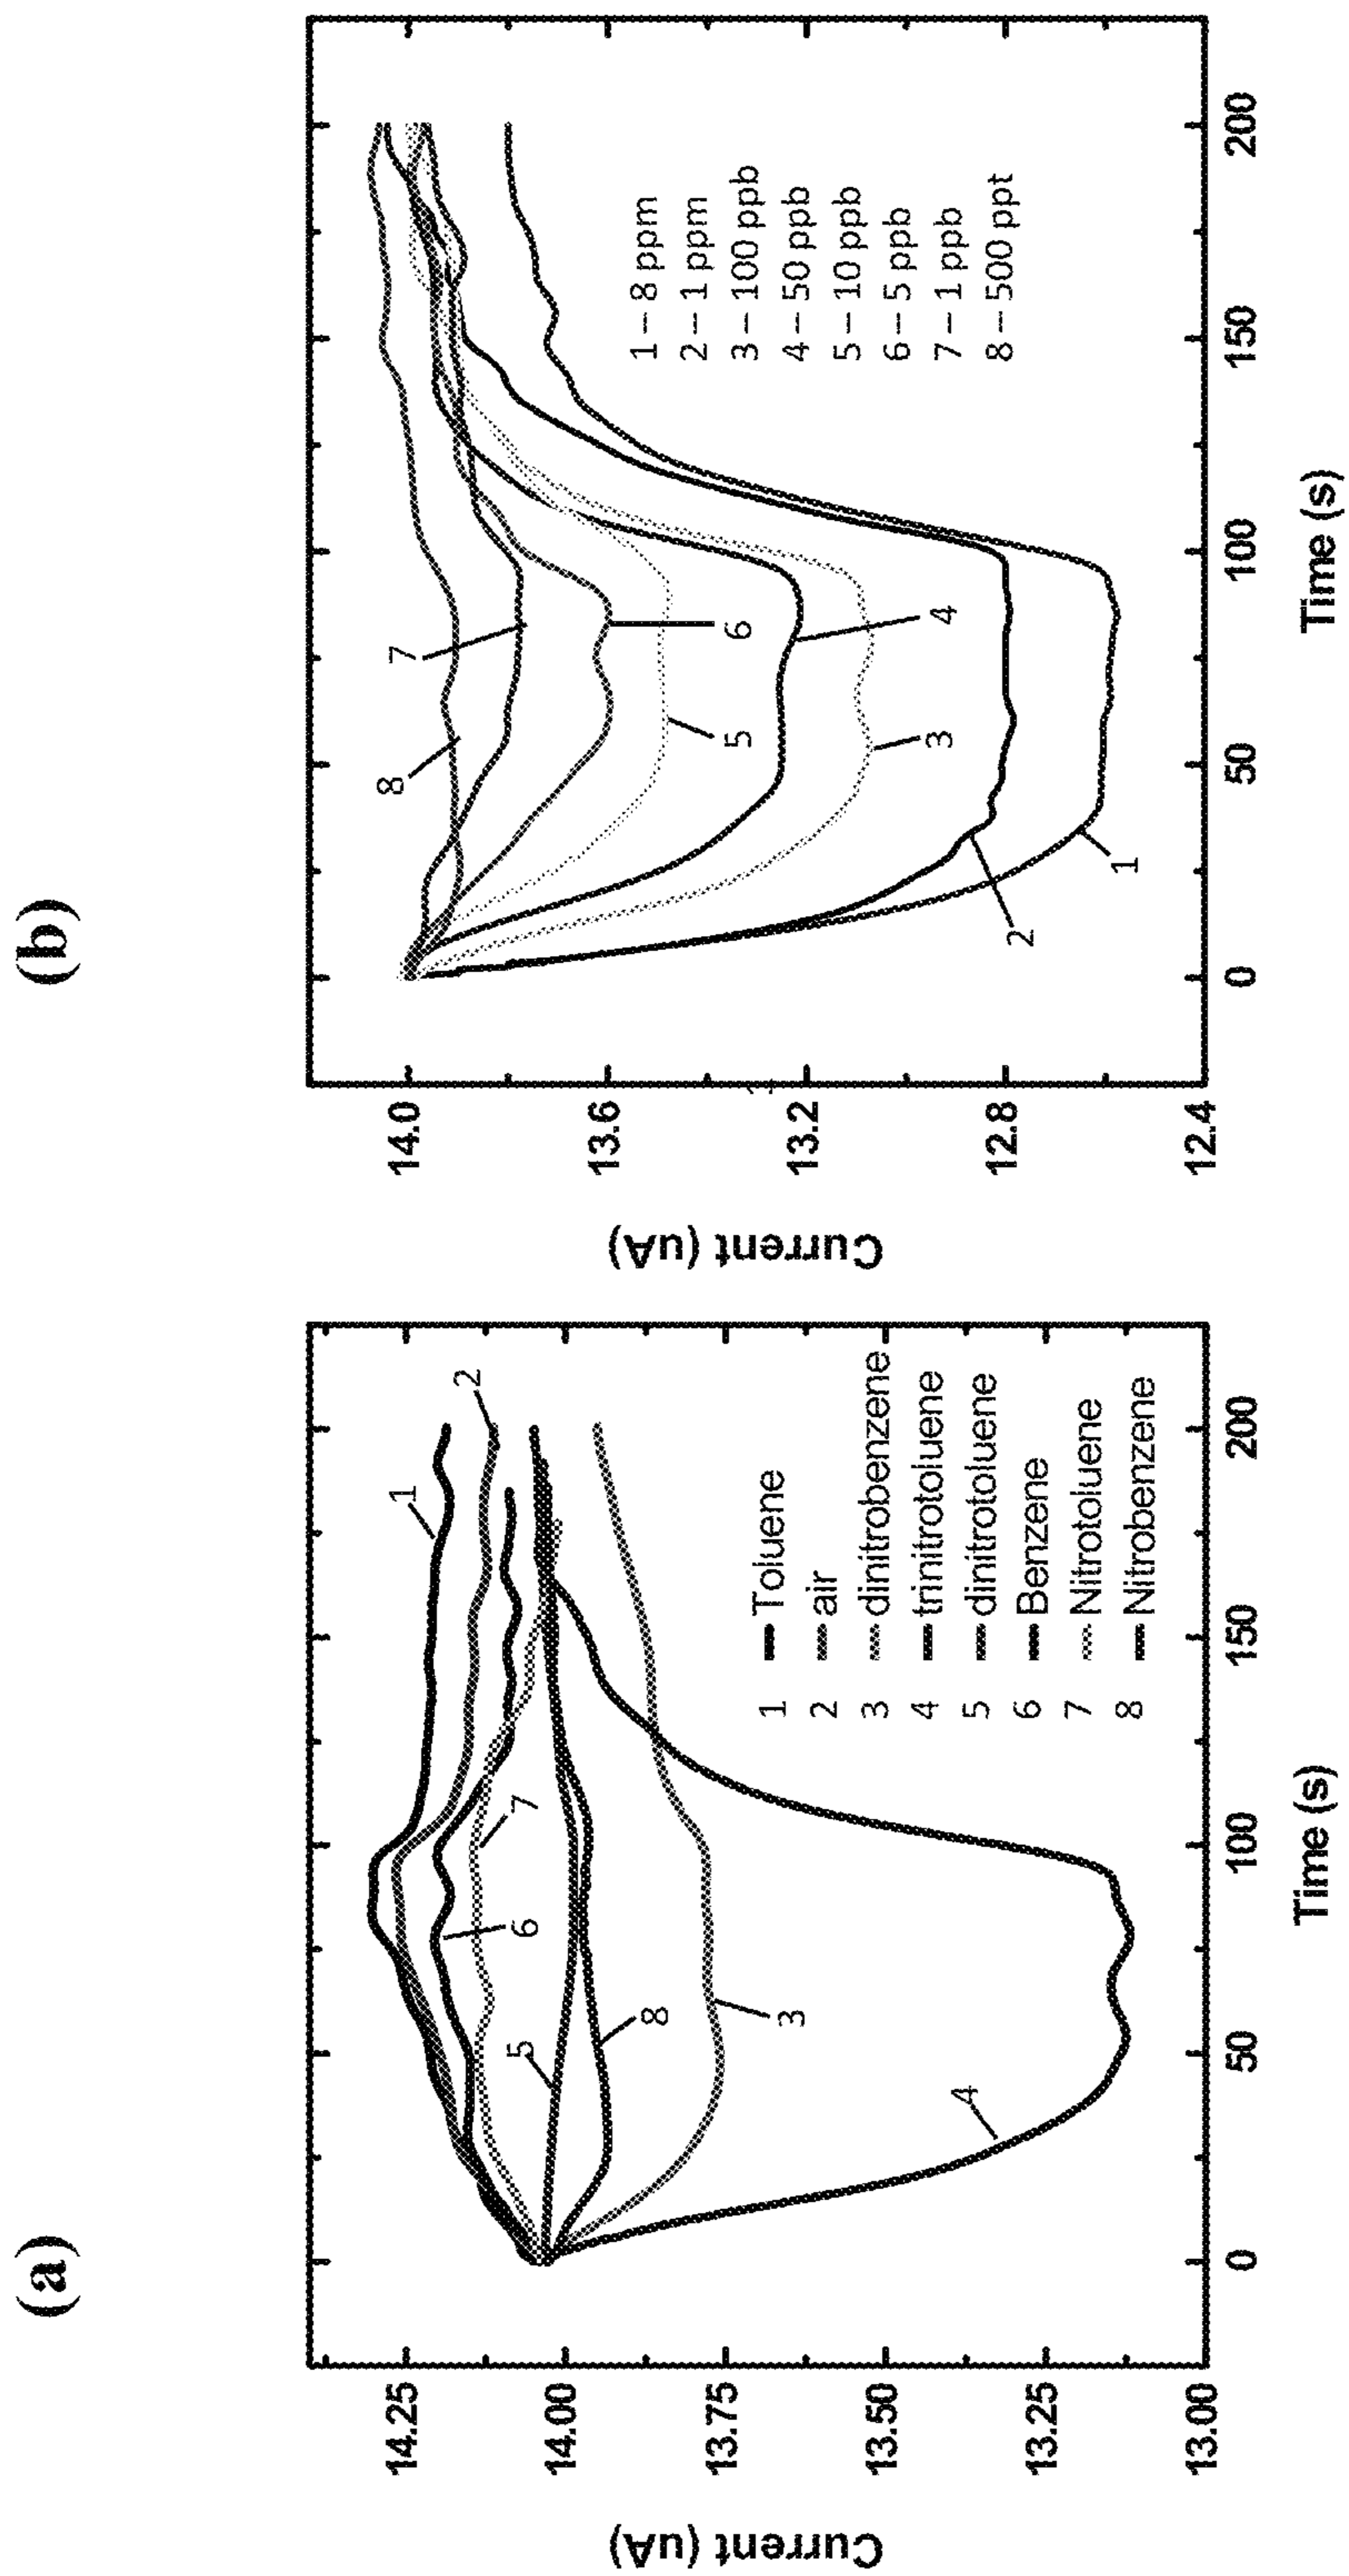 (a)
Current (uA)
14.25
14.00
13.75
13.50
13.25
13.00
0
50
100
150
200
Time (s)
1
2
3
4
5
6
7
8
1 Toluene
2 air
3 dinitrobenzene
4 trinitrotoluene
5 dinitrotoluene
6 Benzene
7 Nitrotoluene
8 Nitrobenzene
(b)
Current (uA)
14.0
13.6
13.2
12.8
12.4
0
50
100
150
200
Time (s)
8
7
6
5
4
3
2
1
1 – 8 ppm
2 – 1 ppm
3 – 100 ppb
4 – 50 ppb
5 – 10 ppb
6 – 5 ppb
7 – 1 ppb
8 – 500 ppt